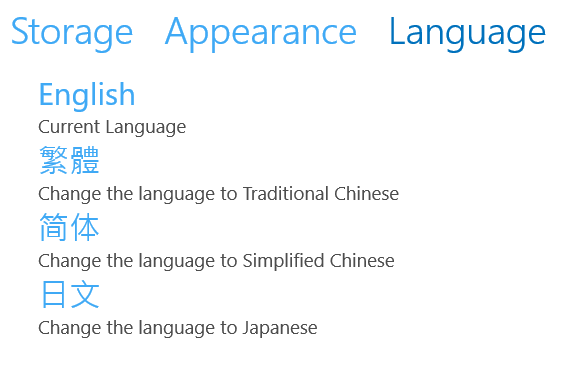 Storage Appearance Language
English
Current Language
繁體
Change the language to Traditional Chinese
简体
Change the language to Simplified Chinese
日文
Change the language to Japanese